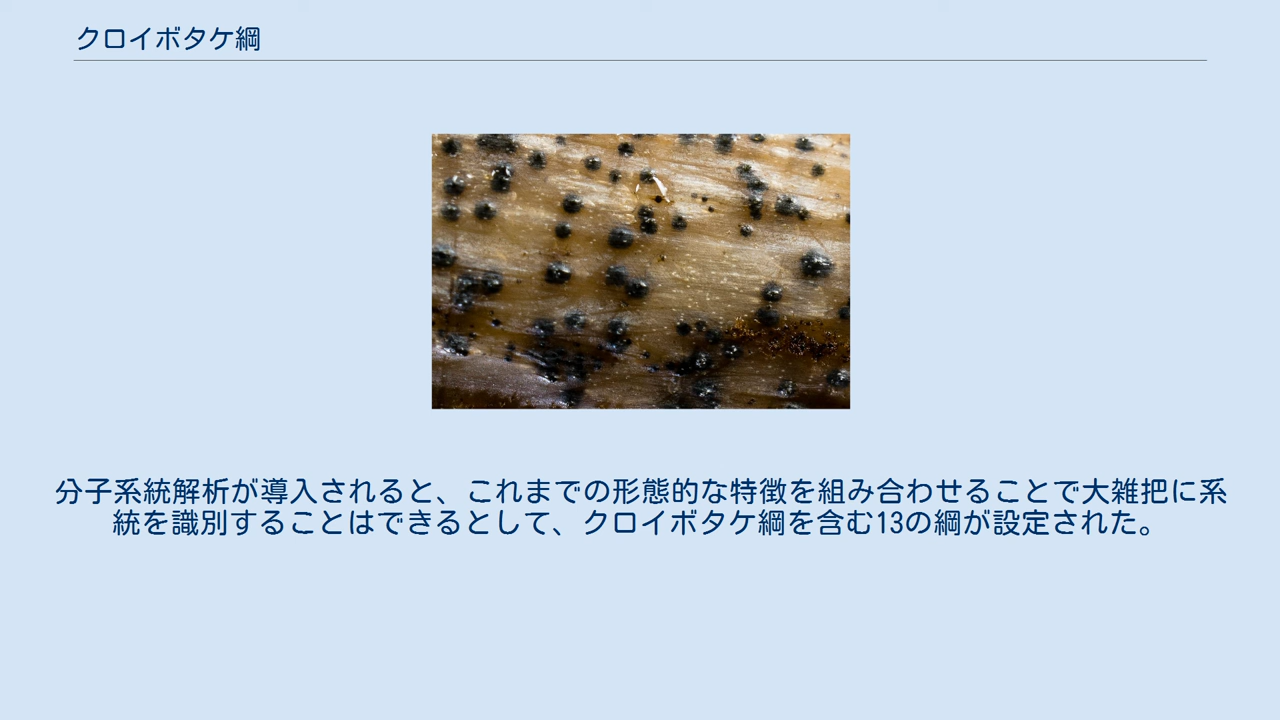 クロイボタケ綱
分子系統解析が導入されると、これまでの形態的な特徴を組み合わせることで大雑把に系
統を識別することはできるとして、クロイボタケ綱を含む13の綱が設定された。